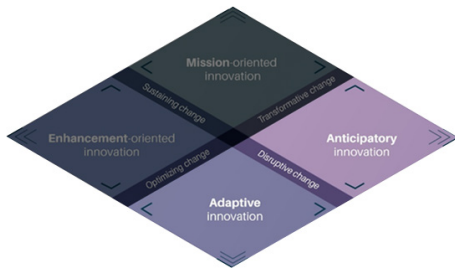 Mission-oriented
innovation
Sustaining change
Transformative change
Enhancement-oriented
innovation
Anticipatory
innovation
Optimizing change
Disruptive change
Adaptive
innovation